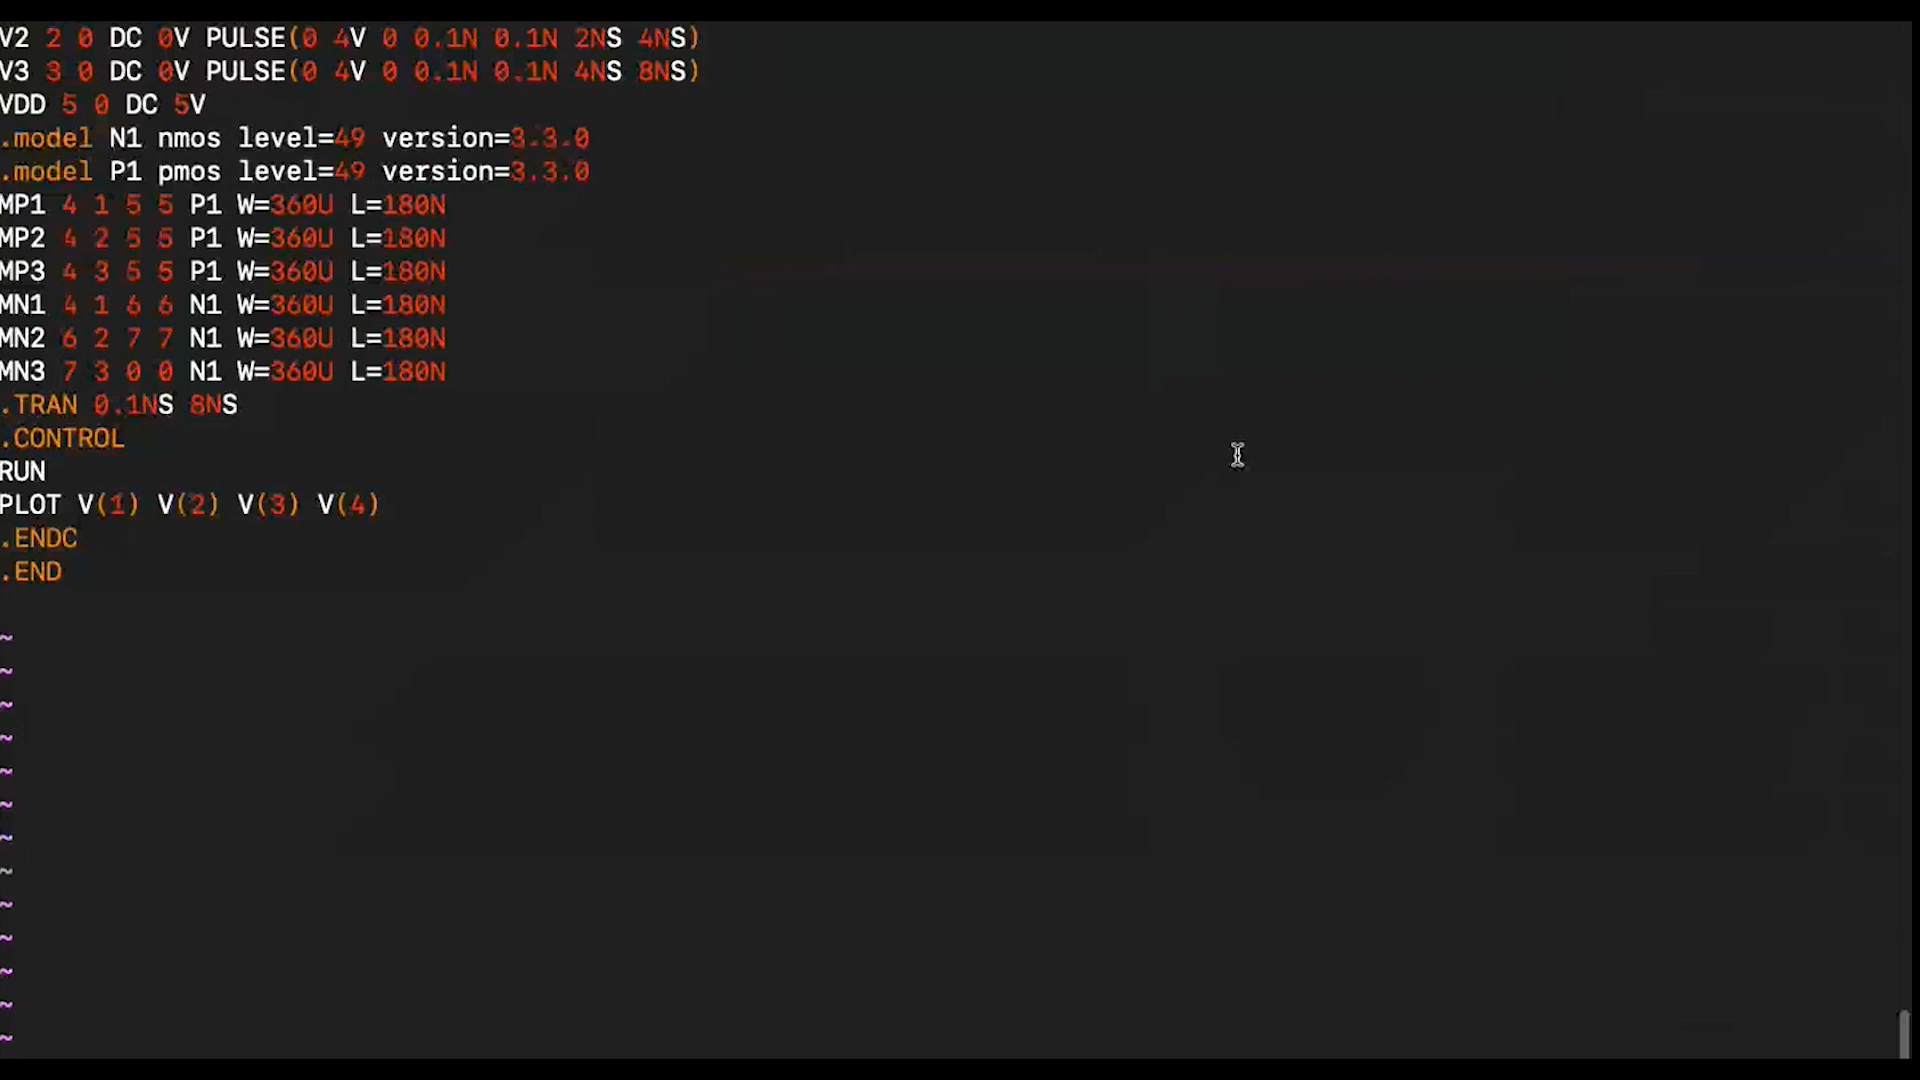 V2 2 0 DC 0V PULSE(0 4V 0 0.1N 0.1N 2NS 4NS)
V3 3 0 DC 0V PULSE(0 4V 0 0.1N 0.1N 4NS 8NS)
VDD 5 0 DC 5V
.model N1 nmos level=49 version=3.3.0
.model P1 pmos level=49 version=3.3.0
MP1 4 1 5 5 P1 W=360U L=180N
MP2 4 2 5 5 P1 W=360U L=180N
MP3 4 3 5 5 P1 W=360U L=180N
MN1 4 1 6 6 N1 W=360U L=180N
MN2 6 2 7 7 N1 W=360U L=180N
MN3 7 3 0 0 N1 W=360U L=180N
.TRAN 0.1NS 8NS
.CONTROL
RUN
PLOT V(1) V(2) V(3) V(4)
.ENDC
.END
~
~
~
~
~
~
~
~
~
~
~
~
~